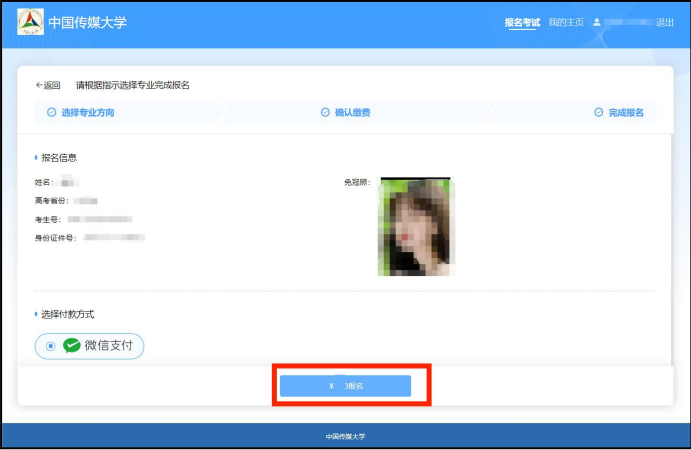 中国传媒大学
报名考试 我的主页 退出
←返回 请根据指示选择专业完成报名
选择专业方向 确认缴费 完成报名
报名信息
姓名: 免冠照:
高考省份:
考生号:
身份证件号:
选择付款方式
微信支付
¥ 报名
中国传媒大学